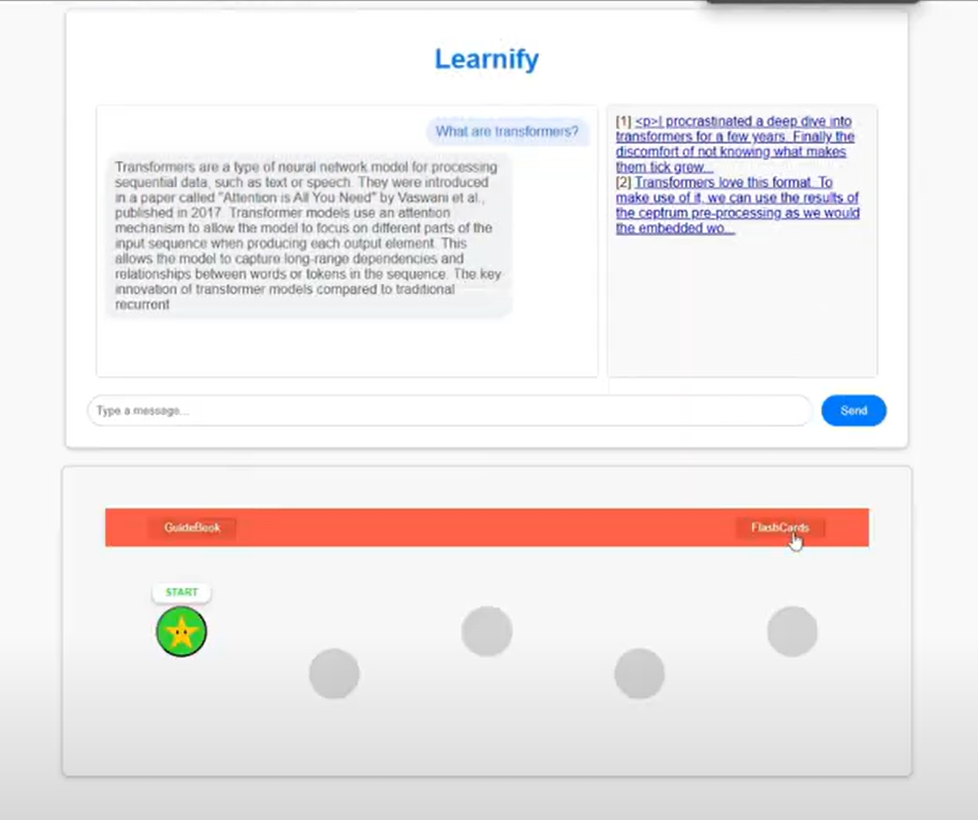 Learnify
What are transformers?
Transformers are a type of neural network model for processing
sequential data, such as text or speech. They were introduced
in a paper called "Attention is All You Need" by Vaswani et al.,
published in 2017. Transformer models use an attention
mechanism to allow the model to focus on different parts of the
input sequence when producing each output element. This
allows the model to capture long-range dependencies and
relationships between words or tokens in the sequence. The key
innovation of transformer models compared to traditional
recurrent
[1] <p>I procrastinated a deep dive into
transformers for a few years. Finally the
discomfort of not knowing what makes
them tick grew...
[2] Transformers love this format. To
make use of it, we can use the results of
the ceptrum pre-processing as we would
the embedded wo...
Type a message...
Send
GuideBook
FlashCards
START